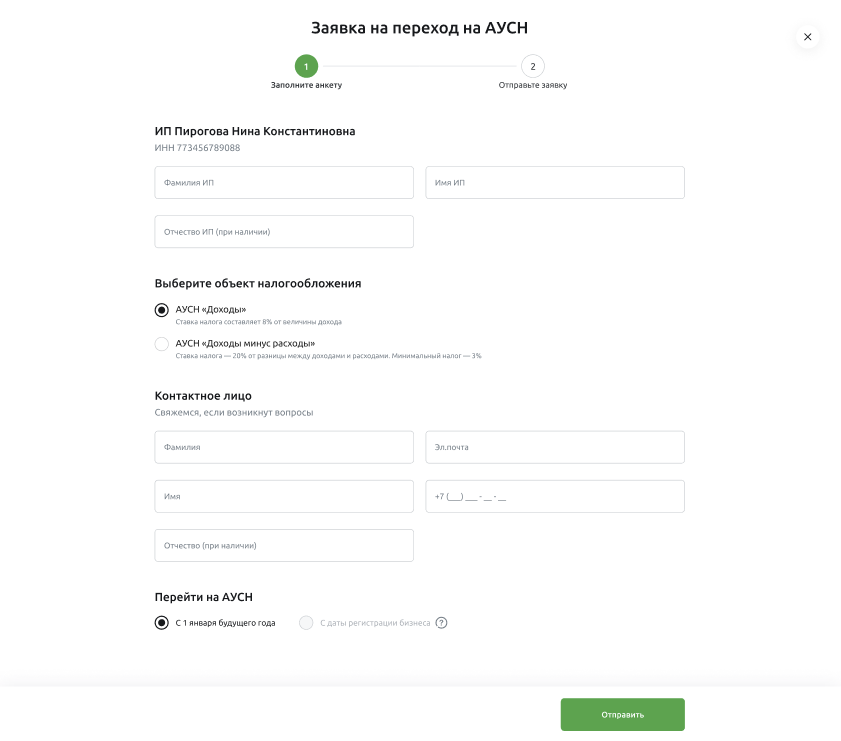 Заявка на переход на АУСН
1
2
Заполните анкету
Отправьте заявку
ИП Пирогова Нина Константиновна
ИНН 773456789088
Фамилия ИП
Имя ИП
Отчество ИП (при наличии)
Выберите объект налогообложения
АУСН «Доходы»
Ставка налога составляет 8% от величины дохода
АУСН «Доходы минус расходы»
Ставка налога — 20% от разницы между доходами и расходами. Минимальный налог — 3%
Контактное лицо
Свяжемся, если возникнут вопросы
Фамилия
Эл.почта
Имя
+7 (___) ___ - __ - __
Отчество (при наличии)
Перейти на АУСН
С 1 января будущего года
С даты регистрации бизнеса ?
Отправить